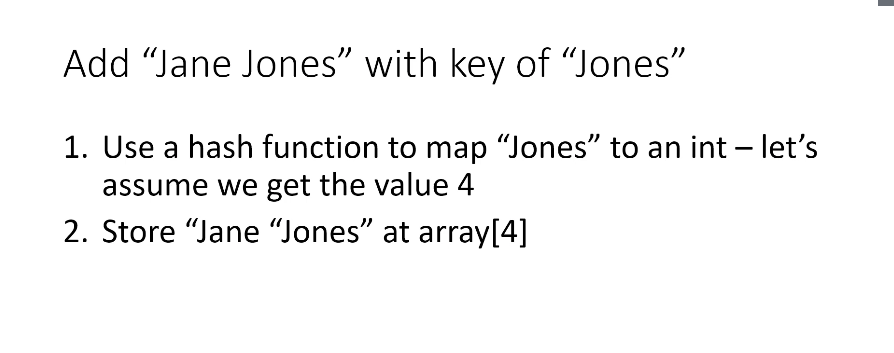 Add “Jane Jones” with key of “Jones”
1. Use a hash function to map “Jones” to an int – let’s
assume we get the value 4
2. Store “Jane “Jones” at array[4]